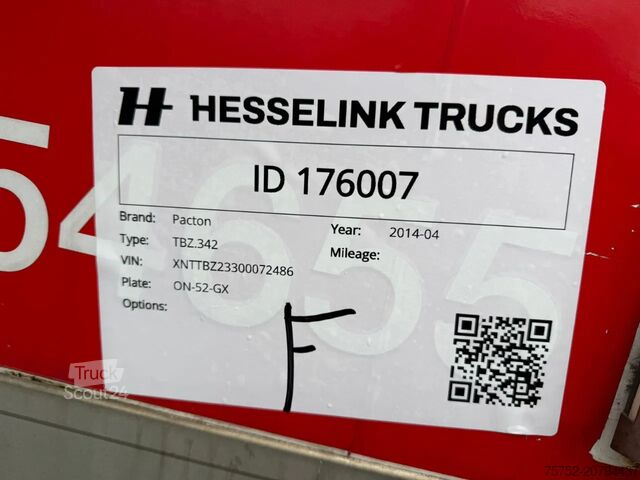 H HESSELINK TRUCKS
ID 176007
Brand: Pacton
Year: 2014-04
Type: TBZ.342
Mileage:
VIN: XNTTBZ23300072486
Plate: ON-52-GX
Options:
F
54655
Truck
Scout24